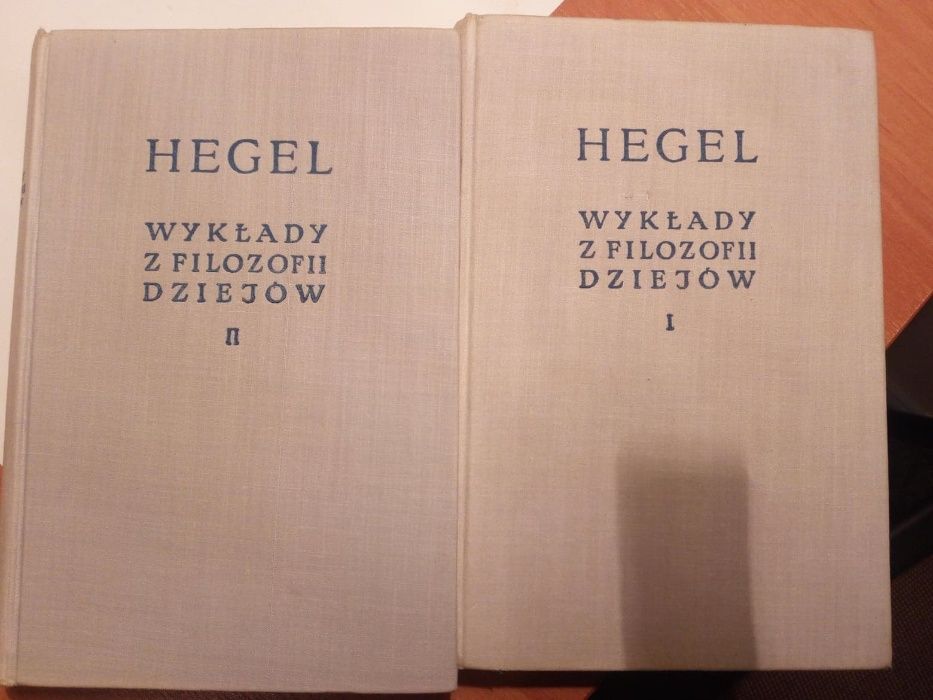 HEGEL
WYKŁADY
Z FILOZOFII
DZIEJÓW
II
HEGEL
WYKŁADY
Z FILOZOFII
DZIEJÓW
I